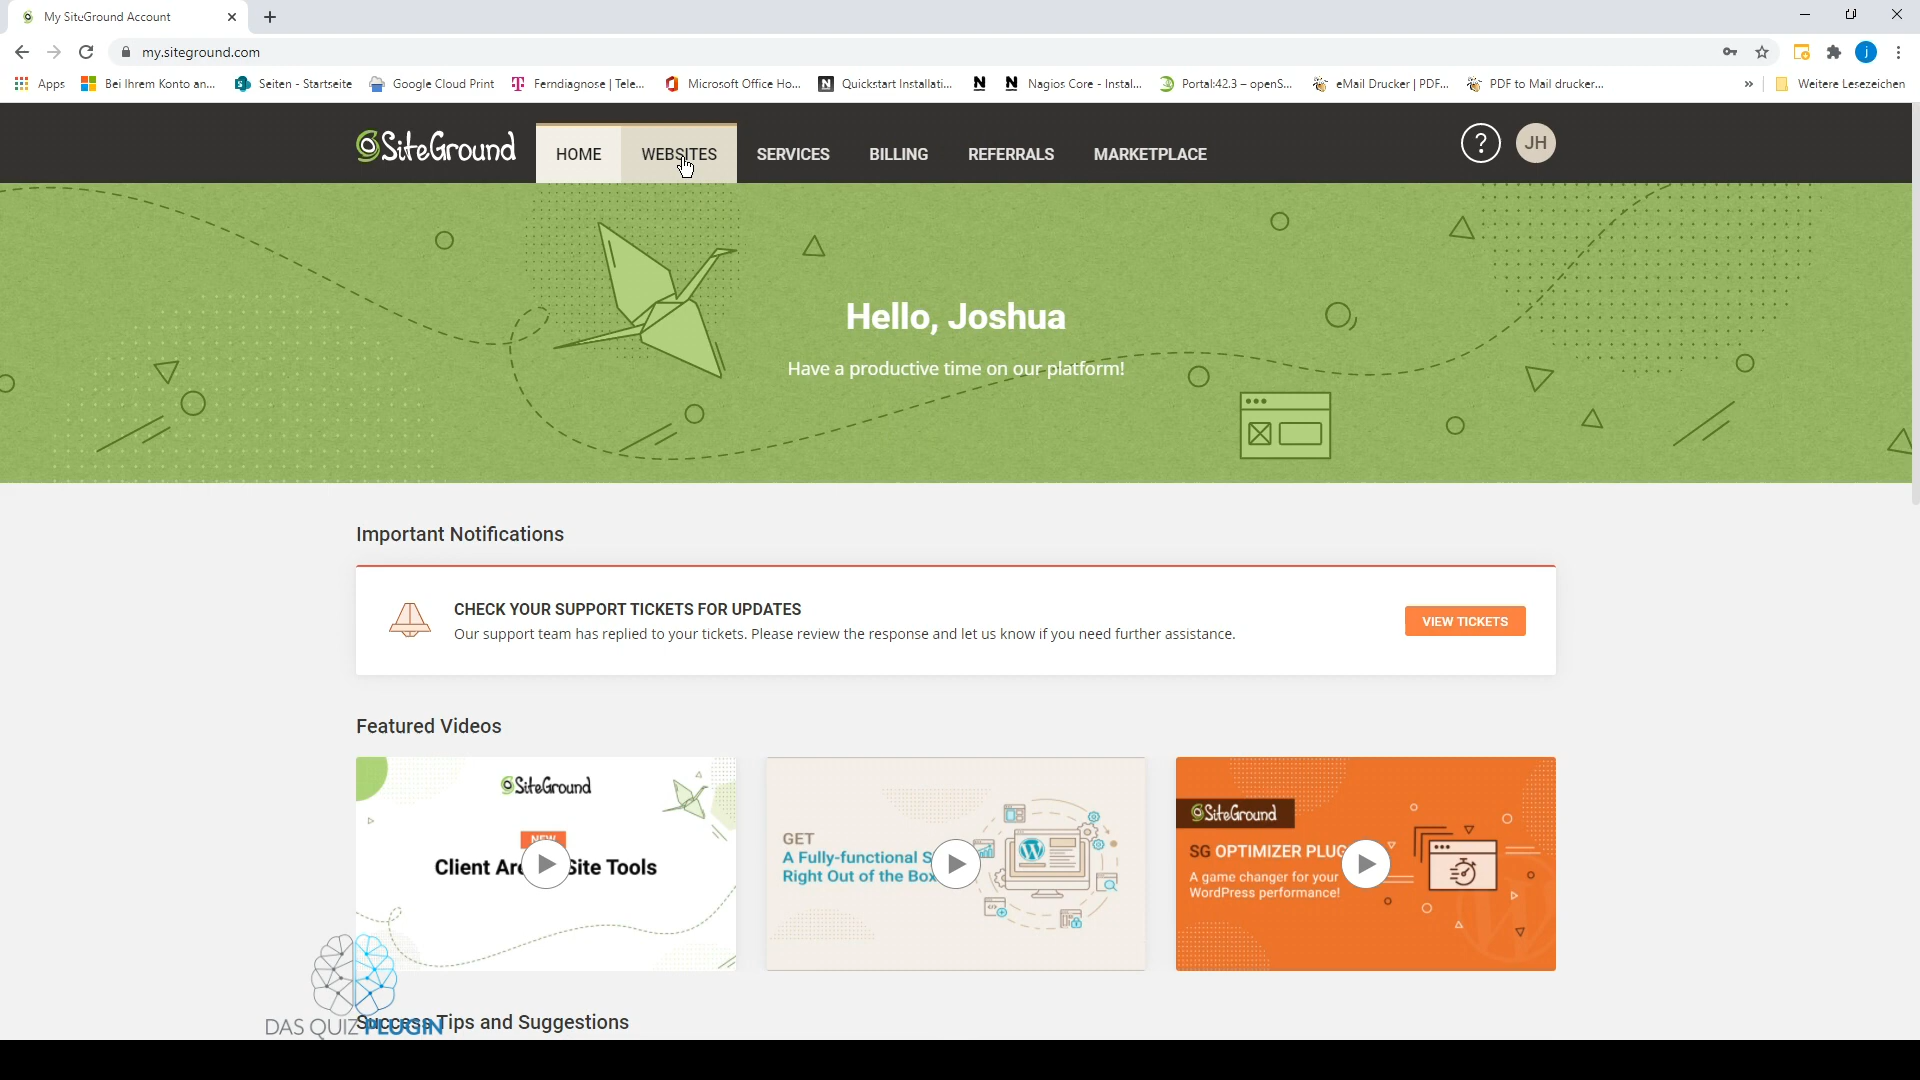 My SiteGround Account
my.siteground.com
j
Apps
Bei Ihrem Konto an...
Seiten - Startseite
Google Cloud Print
Ferndiagnose | Tele...
Microsoft Office Ho...
Quickstart Installati...
Nagios Core - Instal...
Portal:42.3 – openS...
eMail Drucker | PDF...
PDF to Mail drucker...
»
Weitere Lesezeichen
SiteGround
HOME
WEBSITES
SERVICES
BILLING
REFERRALS
MARKETPLACE
?
JH
Hello, Joshua
Have a productive time on our platform!
Important Notifications
CHECK YOUR SUPPORT TICKETS FOR UPDATES
Our support team has replied to your tickets. Please review the response and let us know if you need further assistance.
VIEW TICKETS
Featured Videos
SiteGround
NEW
Client Are Site Tools
GET
A Fully-functional S
Right Out of the Box
SiteGround
SG OPTIMIZER PLUG
A game changer for your
WordPress performance!
Success Tips and Suggestions
DAS QUIZ PLUGIN